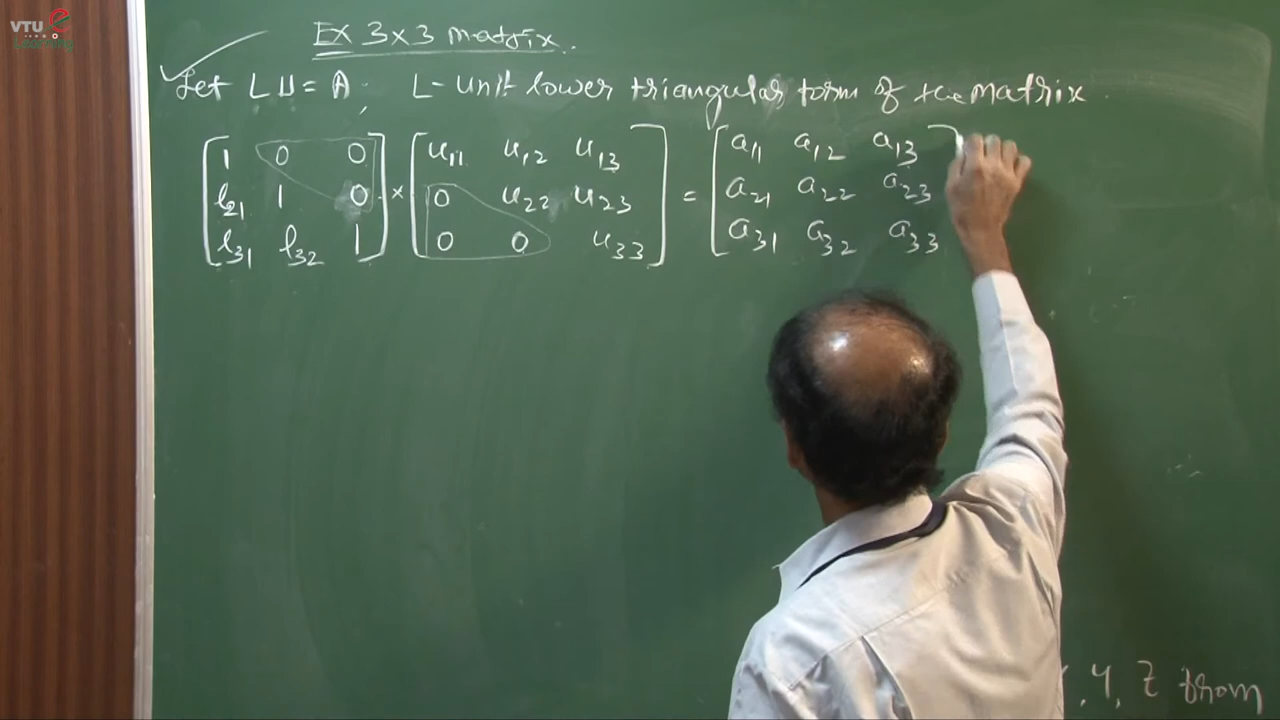 VTU e
Learning
Ex 3x3 matrix.
Let LU = A; L - unit lower triangular form of the matrix
[1 0 0] × [u11 u12 u13] = [a11 a12 a13]
[l21 1 0] [0 u22 u23] [a21 a22 a23]
[l31 l32 1] [0 0 u33] [a31 a32 a33]
, y, z from